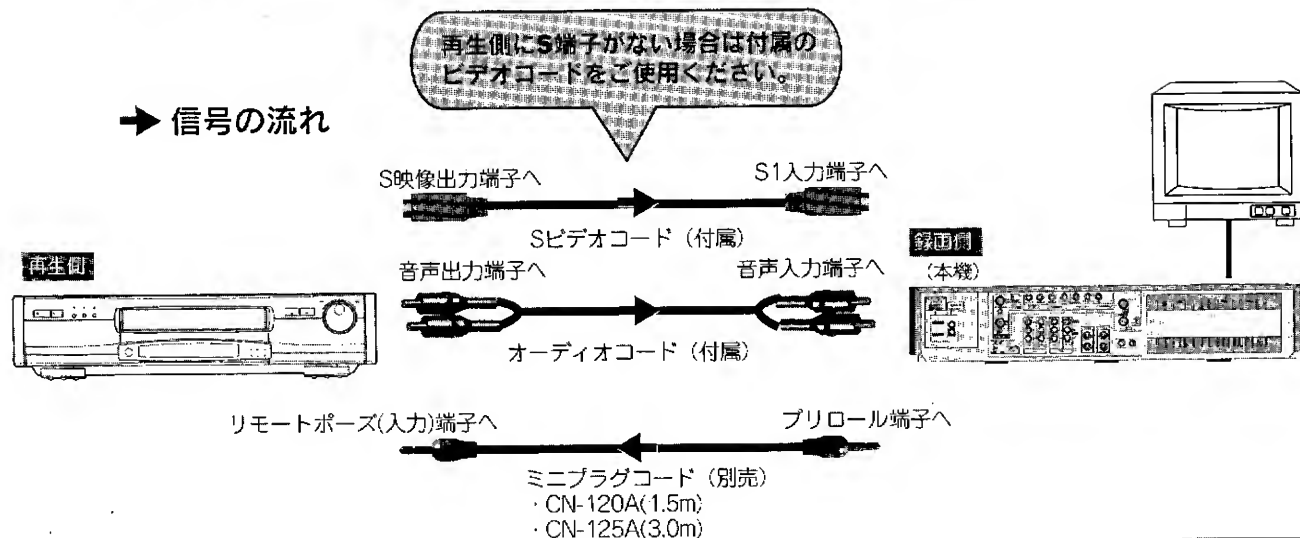 再生側にS端子がない場合は付属の
ビデオコードをご使用ください。
➔ 信号の流れ
S映像出力端子へ
S1入力端子へ
Sビデオコード（付属）
再生側
録画側
（本機）
音声出力端子へ
音声入力端子へ
オーディオコード（付属）
リモートポーズ(入力)端子へ
プリロール端子へ
ミニプラグコード（別売）
・CN-120A(1.5m)
・CN-125A(3.0m)